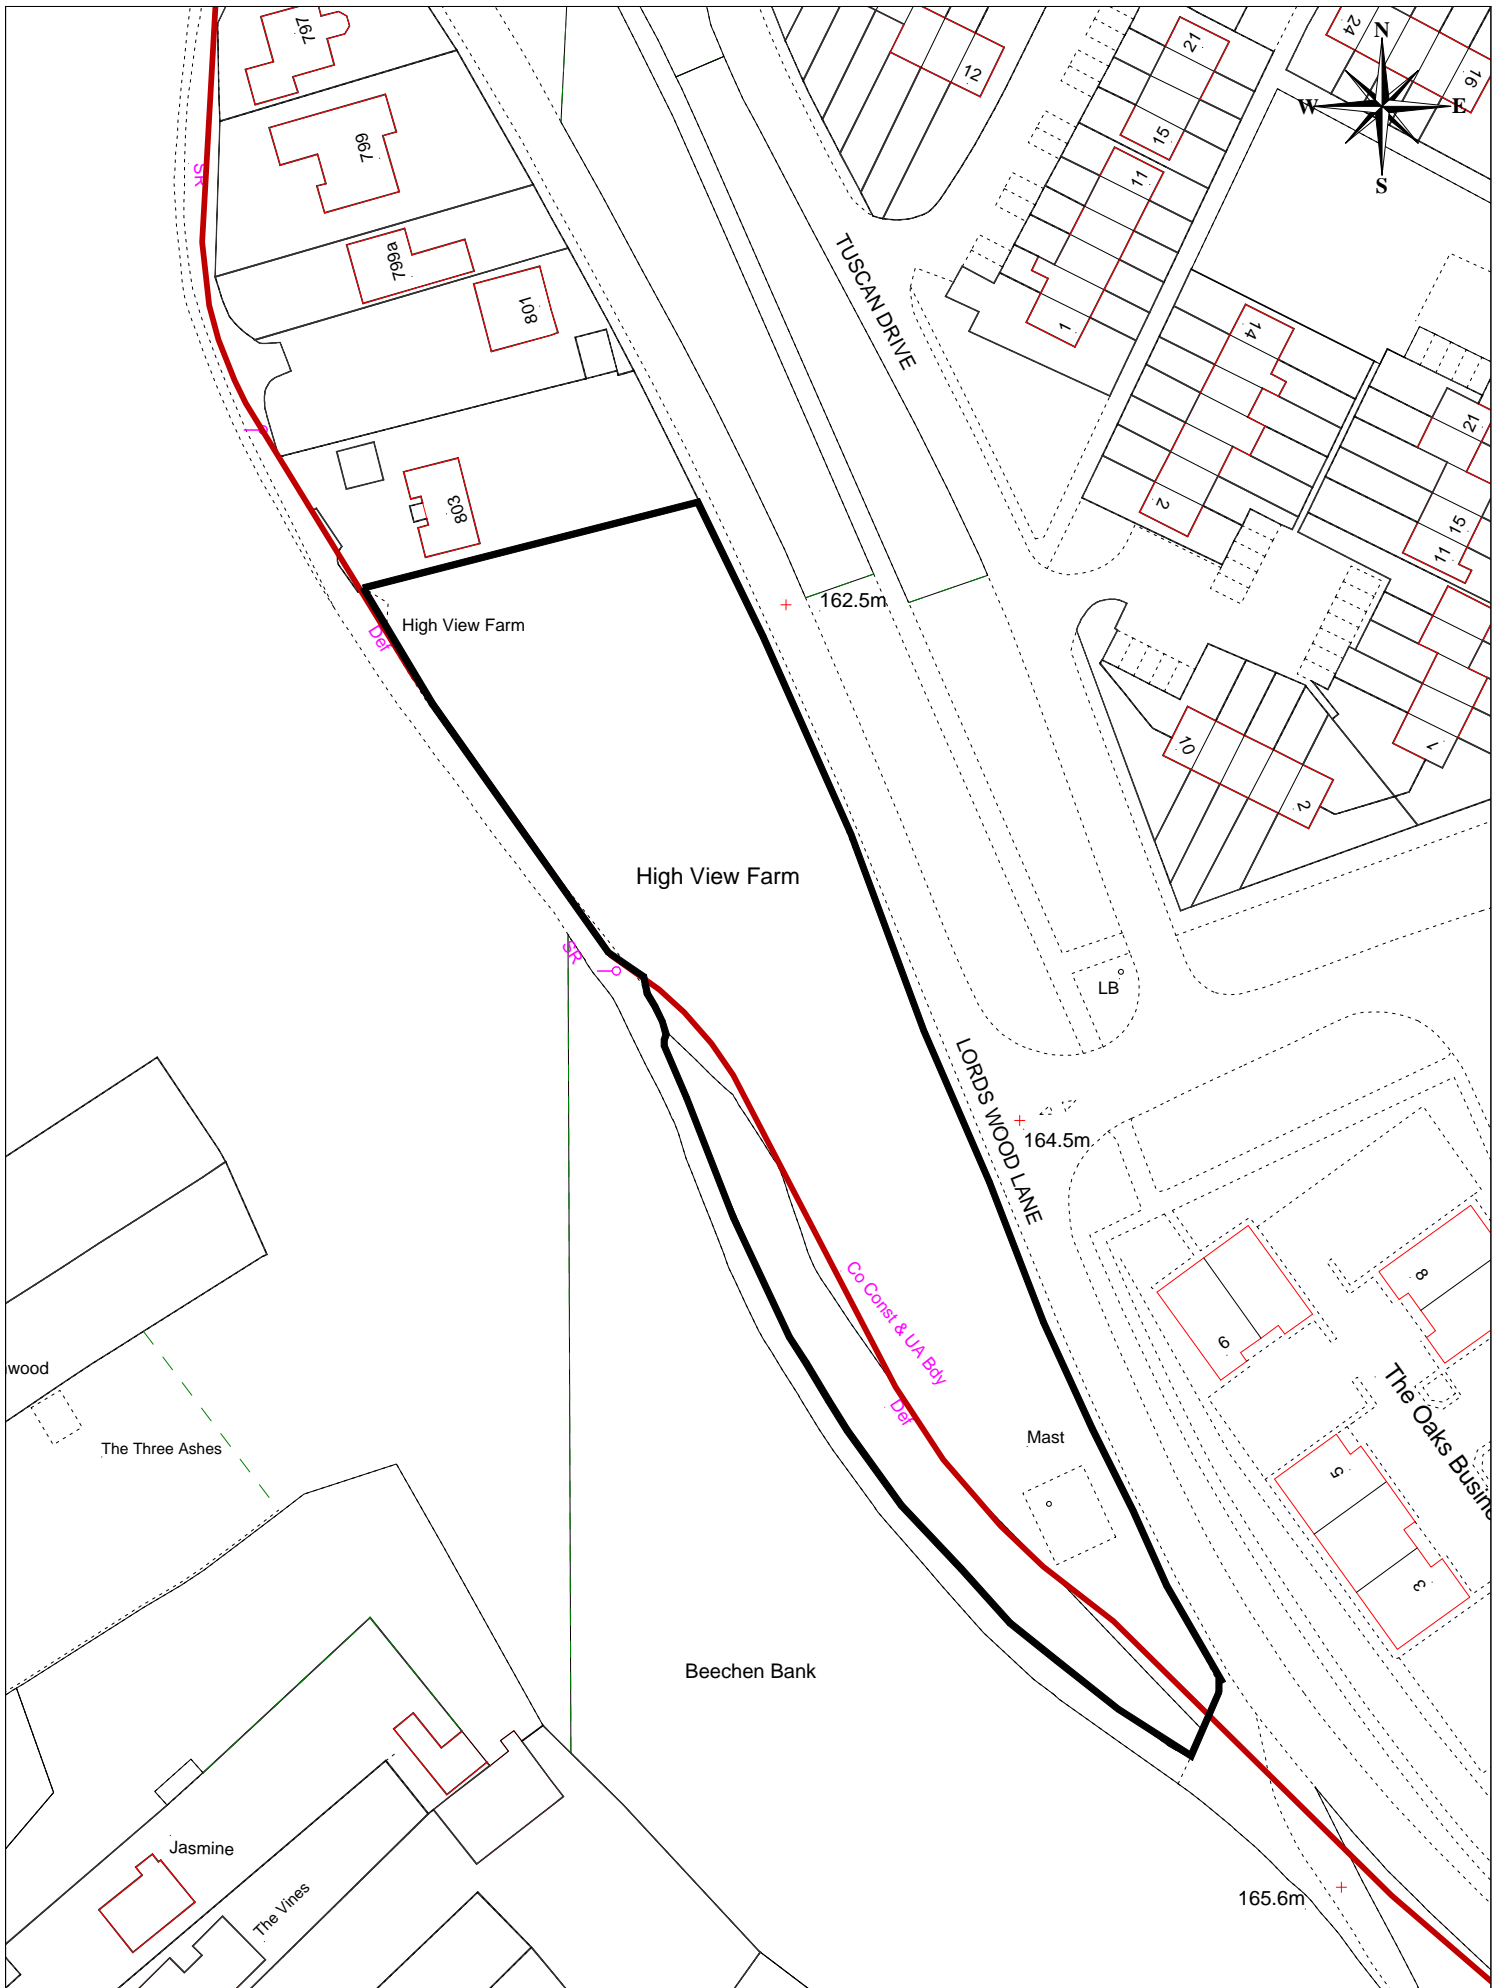 797
12
21
24
16
N
W
E
S
15
799
11
SR
799a
TUSCAN DRIVE
801
1
14
21
803
2
15
11
162.5m
High View Farm
Def
10
7
2
High View Farm
SR
LB
LORDS WOOD LANE
164.5m
Co Const & UA Bdy
8
9
wood
The Three Ashes
Def
Mast
The Oaks Busin
5
3
Beechen Bank
Jasmine
The Vines
165.6m